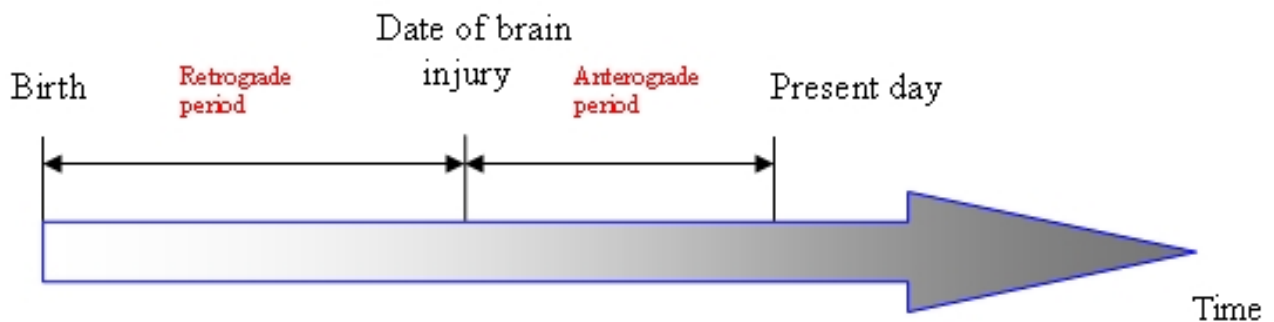 Date of brain
injury
Birth
Retrograde
period
Anterograde
period
Present day
Time